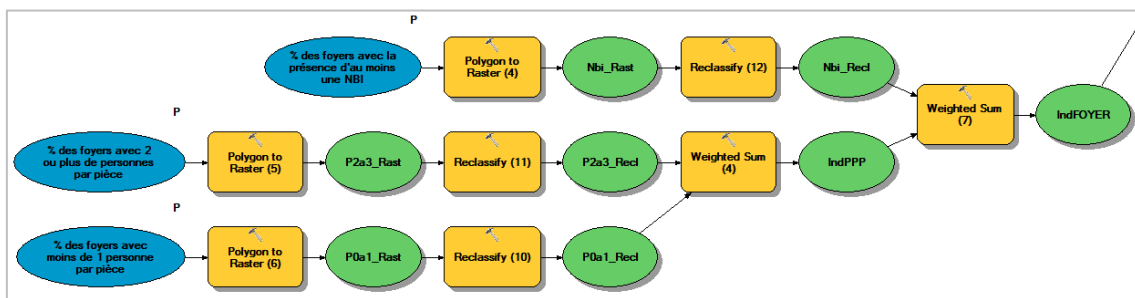 P
% des foyers avec la
présence d'au moins
une NBI
Polygon to
Raster (4)
Nbi_Rast
Reclassify (12)
Nbi_Recl
Weighted Sum
(7)
IndFOYER
P
% des foyers avec 2
ou plus de personnes
par pièce
Polygon to
Raster (5)
P2a3_Rast
Reclassify (11)
P2a3_Recl
Weighted Sum
(4)
IndPPP
P
% des foyers avec
moins de 1 personne
par pièce
Polygon to
Raster (6)
P0a1_Rast
Reclassify (10)
P0a1_Recl